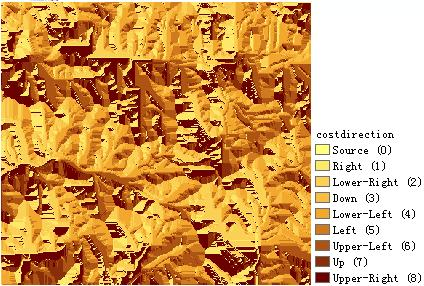 costdirection
Source (0)
Right (1)
Lower-Right (2)
Down (3)
Lower-Left (4)
Left (5)
Upper-Left (6)
Up (7)
Upper-Right (8)